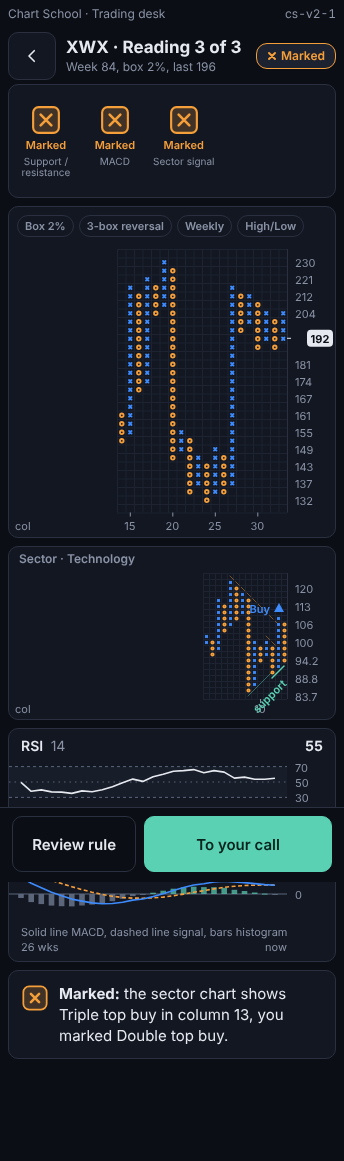 Chart School · Trading desk
cs-v2-1
XWX · Reading 3 of 3
Week 84, box 2%, last 196
Marked
Marked
Support /
resistance
Marked
MACD
Marked
Sector signal
Box 2%
3-box reversal
Weekly
High/Low
230
221
212
204
192
181
174
167
161
155
149
143
137
132
col
15
20
25
30
Sector · Technology
120
113
106
100
94.2
88.8
83.7
Buy
Support
col
RSI 14
55
70
50
30
Review rule
To your call
0
Solid line MACD, dashed line signal, bars histogram
26 wks
now
Marked: the sector chart shows
Triple top buy in column 13, you
marked Double top buy.